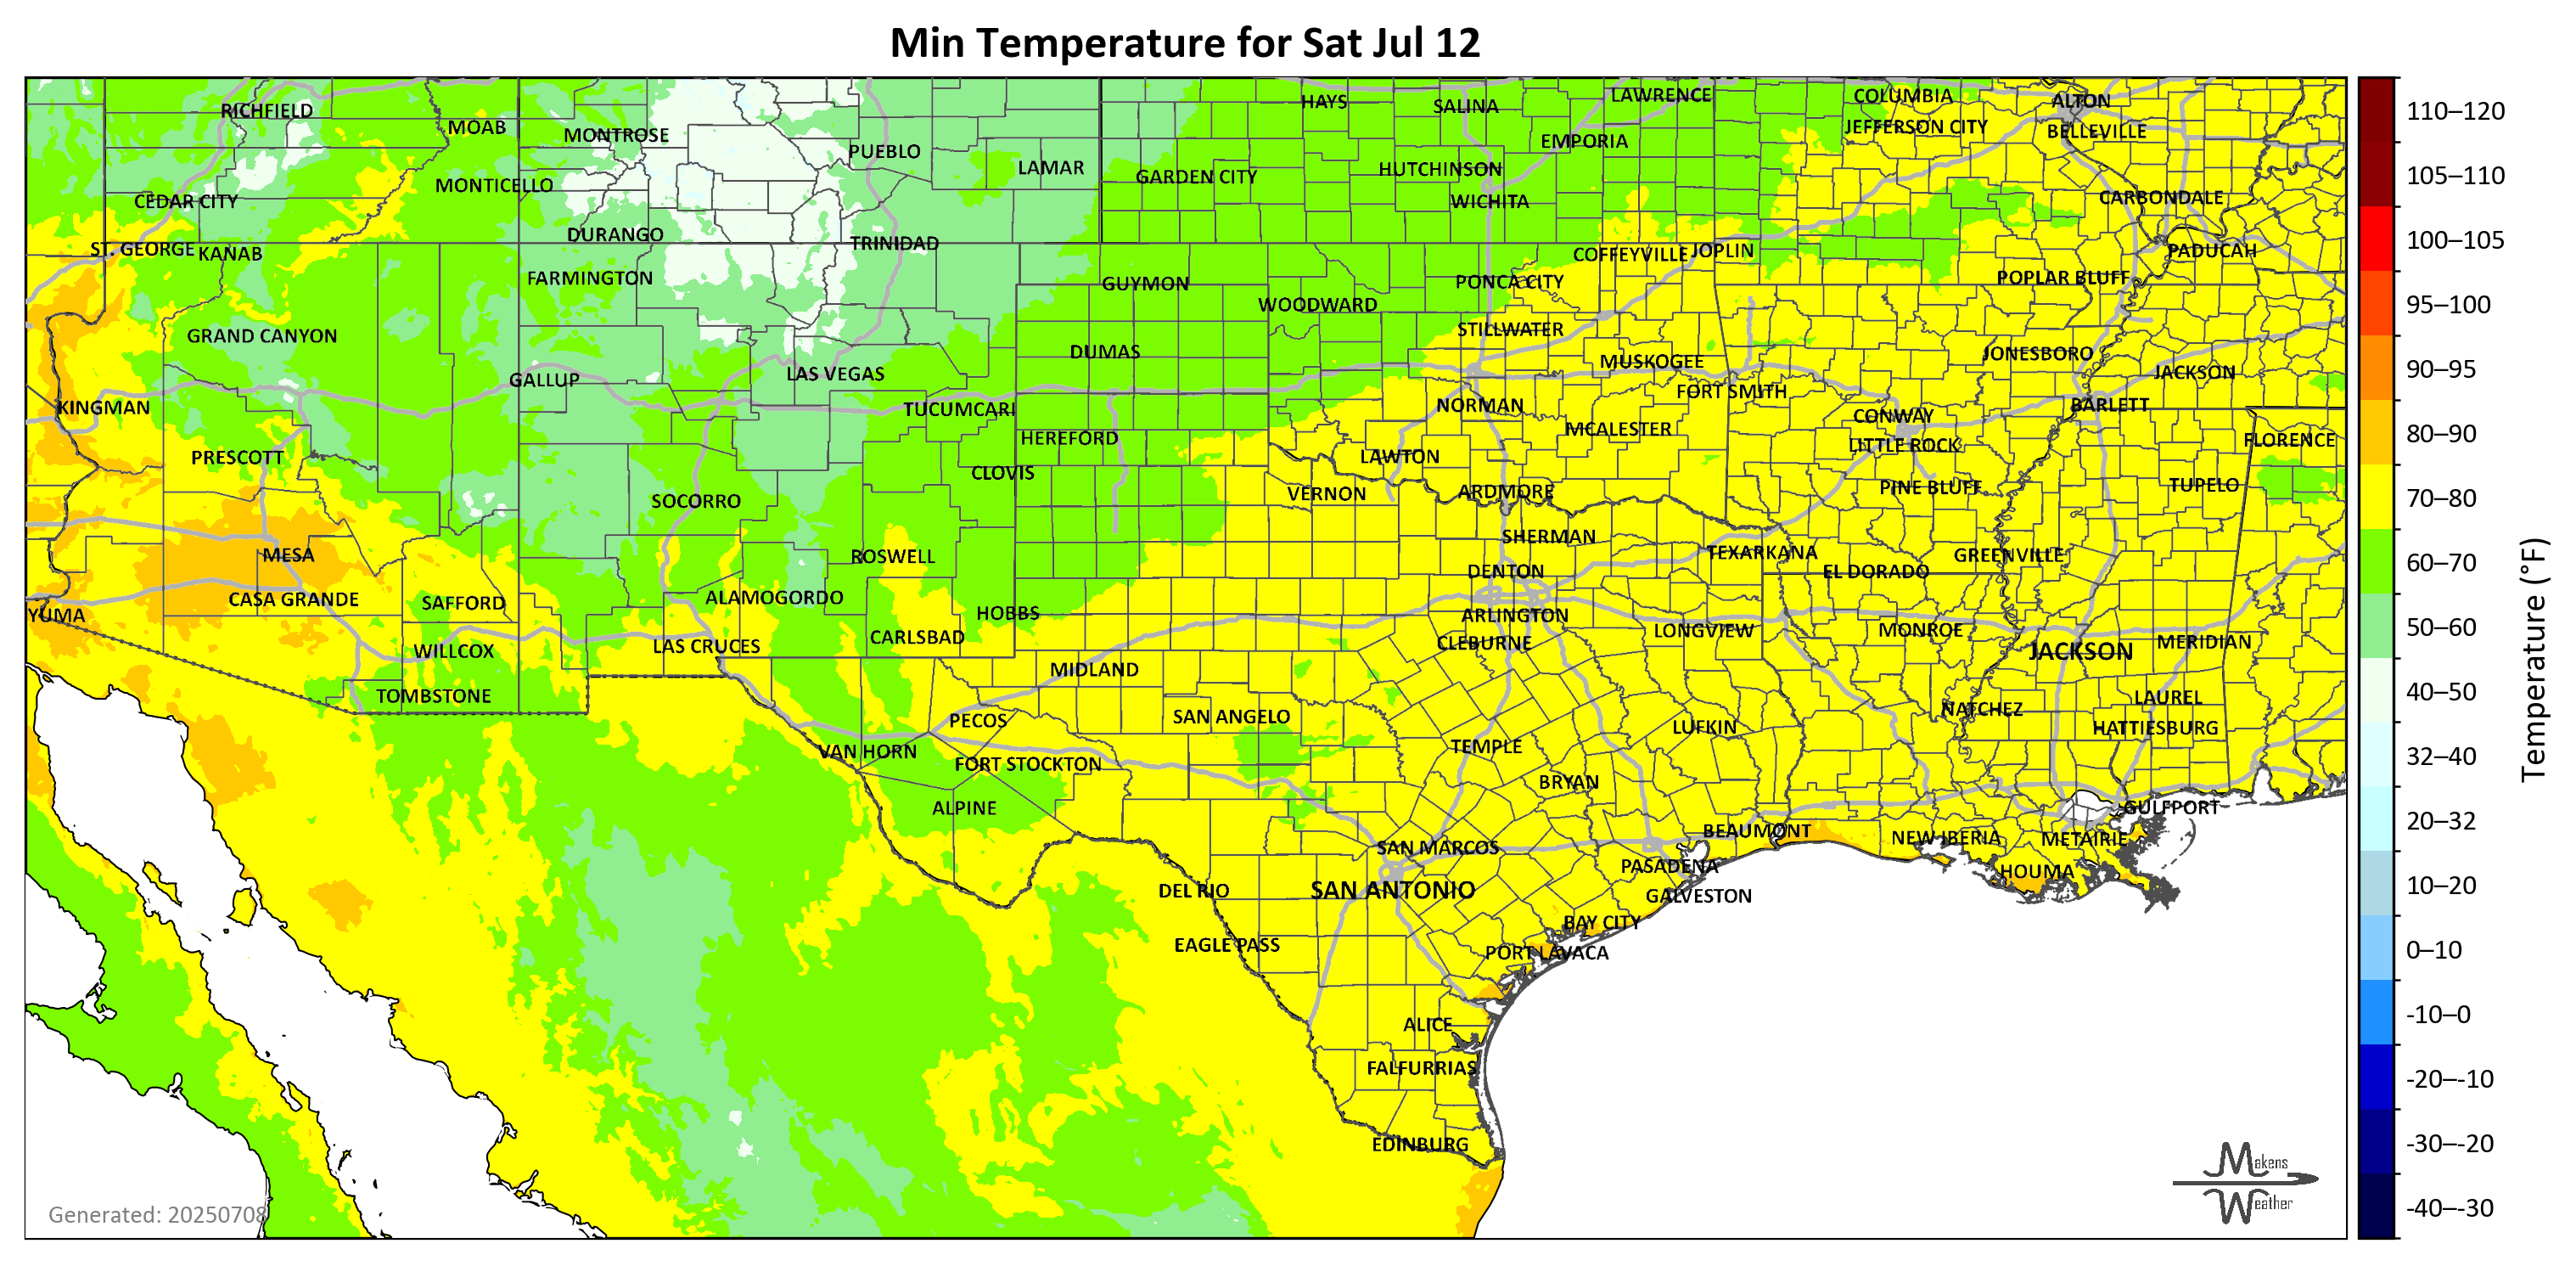 Min Temperature for Sat Jul 12
RICHFIELD
MOAB
MONTROSE
PUEBLO
LAMAR
HAYS
SALINA
LAWRENCE
COLUMBIA
ALTON
JEFFERSON CITY
BELLEVILLE
EMPORIA
HUTCHINSON
GARDEN CITY
MONTICELLO
CEDAR CITY
WICHITA
CARBONDALE
DURANGO
TRINIDAD
ST. GEORGE
KANAB
COFFEYVILLE
JOPLIN
PADUCAH
FARMINGTON
GUYMON
PONCA CITY
POPLAR BLUFF
WOODWARD
GRAND CANYON
STILLWATER
DUMAS
MUSKOGEE
JONESBORO
GALLUP
LAS VEGAS
JACKSON
FORT SMITH
KINGMAN
TUCUMCARI
NORMAN
CONWAY
BARLETT
HEREFORD
MCALESTER
LITTLE ROCK
FLORENCE
PRESCOTT
CLOVIS
LAWTON
PINE BLUFF
TUPELO
SOCORRO
VERNON
ARDMORE
SHERMAN
MESA
ROSWELL
TEXARKANA
GREENVILLE
DENTON
EL DORADO
YUMA
CASA GRANDE
SAFFORD
ALAMOGORDO
HOBBS
ARLINGTON
CARLSBAD
CLEBURNE
LONGVIEW
MONROE
MERIDIAN
WILLCOX
LAS CRUCES
JACKSON
MIDLAND
TOMBSTONE
LAUREL
NATCHEZ
PECOS
SAN ANGELO
LUFKIN
HATTIESBURG
VAN HORN
FORT STOCKTON
TEMPLE
BRYAN
ALPINE
GULFPORT
BEAUMONT
NEW IBERIA
METAIRIE
SAN MARCOS
PASADENA
HOUMA
DEL RIO
SAN ANTONIO
GALVESTON
BAY CITY
EAGLE PASS
PORT LAVACA
ALICE
FALFURRIAS
EDINBURG
Generated: 20250708
Makens
Weather
110–120
105–110
100–105
95–100
90–95
80–90
70–80
60–70
50–60
40–50
32–40
20–32
10–20
0–10
-10–0
-20–-10
-30–-20
-40–-30
Temperature (°F)